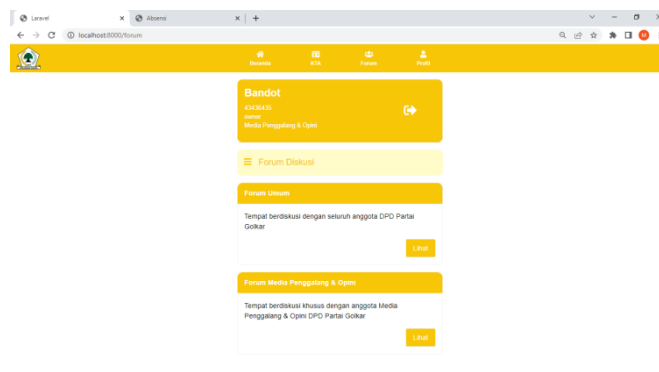 Laravel
Absensi
localhost:8000/forum
Beranda KTA Forum Profil
Bandot
43436435
owner
Media Penggalang & Opini
Forum Diskusi
Forum Umum
Tempat berdiskusi dengan seluruh anggota DPD Partai
Golkar
Lihat
Forum Media Penggalang & Opini
Tempat berdiskusi khusus dengan anggota Media
Penggalang & Opini DPD Partai Golkar
Lihat